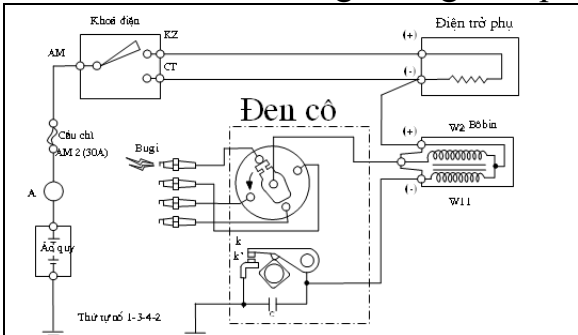 Khoá điện
KZ
AM
CT
(+)
(-)
Điện trở phụ
Đen cô
W2 Bôbin
(+)
(-)
W11
Cầu chì
AM 2 (30A)
Bugi
A
Ắc quy
k
k'
C
Thứ tự nổ 1-3-4-2